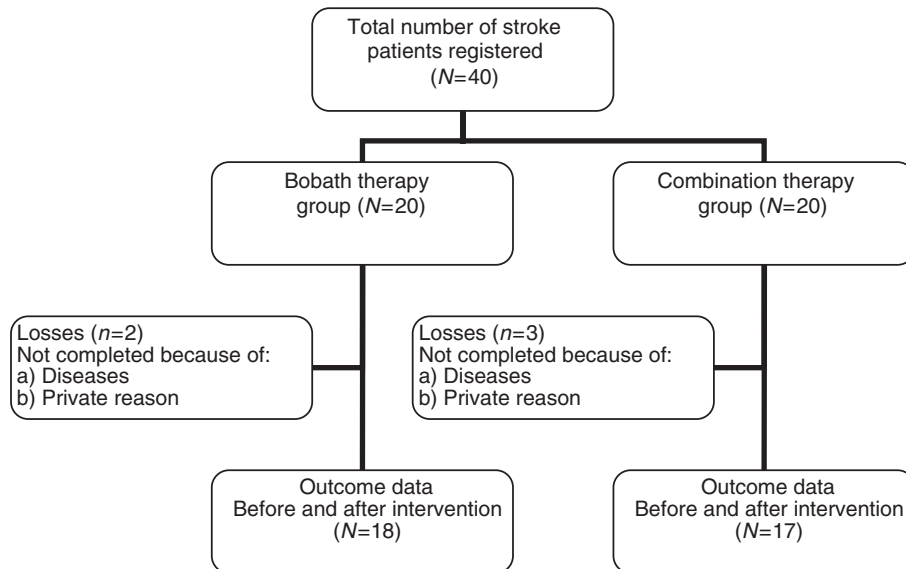 Total number of stroke
patients registered
(N=40)
Bobath therapy
group (N=20)
Combination therapy
group (N=20)
Losses (n=2)
Not completed because of:
a) Diseases
b) Private reason
Losses (n=3)
Not completed because of:
a) Diseases
b) Private reason
Outcome data
Before and after intervention
(N=18)
Outcome data
Before and after intervention
(N=17)